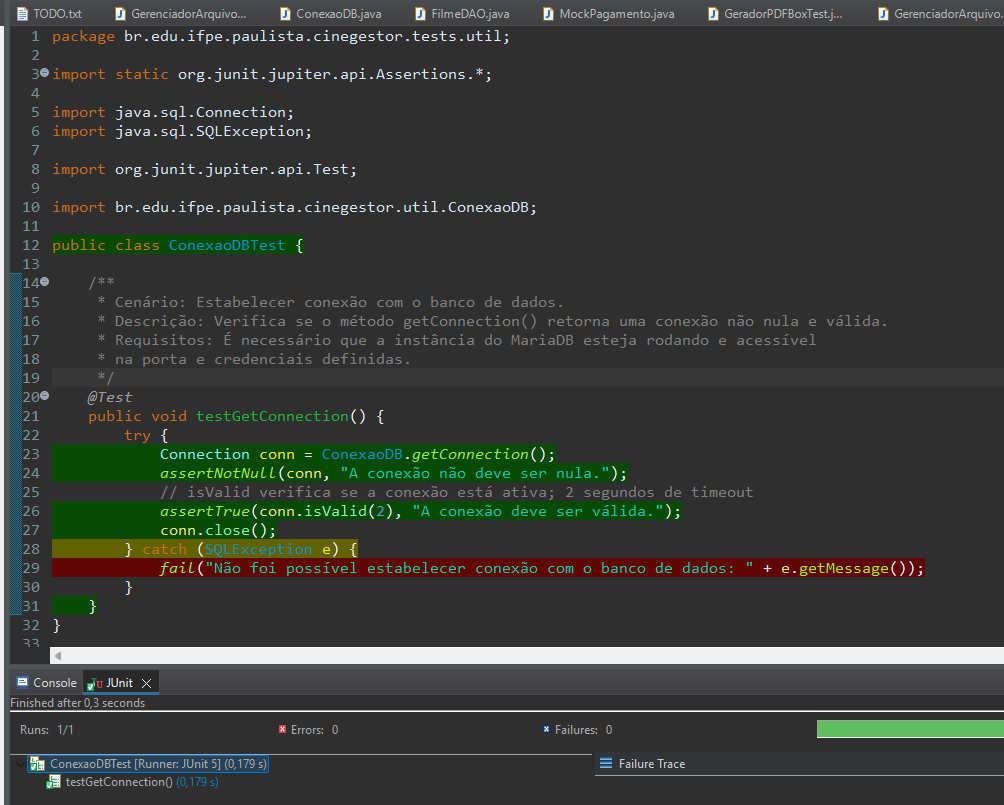 TODO.txt GerenciadorArquivo... ConexaoDB.java FilmeDAO.java MockPagamento.java GeradorPDFBoxTest.j... GerenciadorArquivo.
1 package br.edu.ifpe.paulista.cinegestor.tests.util;
2
3 import static org.junit.jupiter.api.Assertions.*;
4
5 import java.sql.Connection;
6 import java.sql.SQLException;
7
8 import org.junit.jupiter.api.Test;
9
10 import br.edu.ifpe.paulista.cinegestor.util.ConexaoDB;
11
12 public class ConexaoDBTest {
13
14 /**
15 * Cenário: Estabelecer conexão com o banco de dados.
16 * Descrição: Verifica se o método getConnection() retorna uma conexão não nula e válida.
17 * Requisitos: É necessário que a instância do MariaDB esteja rodando e acessível
18 * na porta e credenciais definidas.
19 */
20 @Test
21 public void testGetConnection() {
22 try {
23 Connection conn = ConexaoDB.getConnection();
24 assertNotNull(conn, "A conexão não deve ser nula.");
25 // isValid verifica se a conexão está ativa; 2 segundos de timeout
26 assertTrue(conn.isValid(2), "A conexão deve ser válida.");
27 conn.close();
28 } catch (SQLException e) {
29 fail("Não foi possível estabelecer conexão com o banco de dados: " + e.getMessage());
30 }
31 }
32 }
33
Console JUnit
Finished after 0,3 seconds
Runs: 1/1 Errors: 0 Failures: 0
ConexaoDBTest [Runner: JUnit 5] (0,179 s) Failure Trace
testGetConnection() (0,179 s)